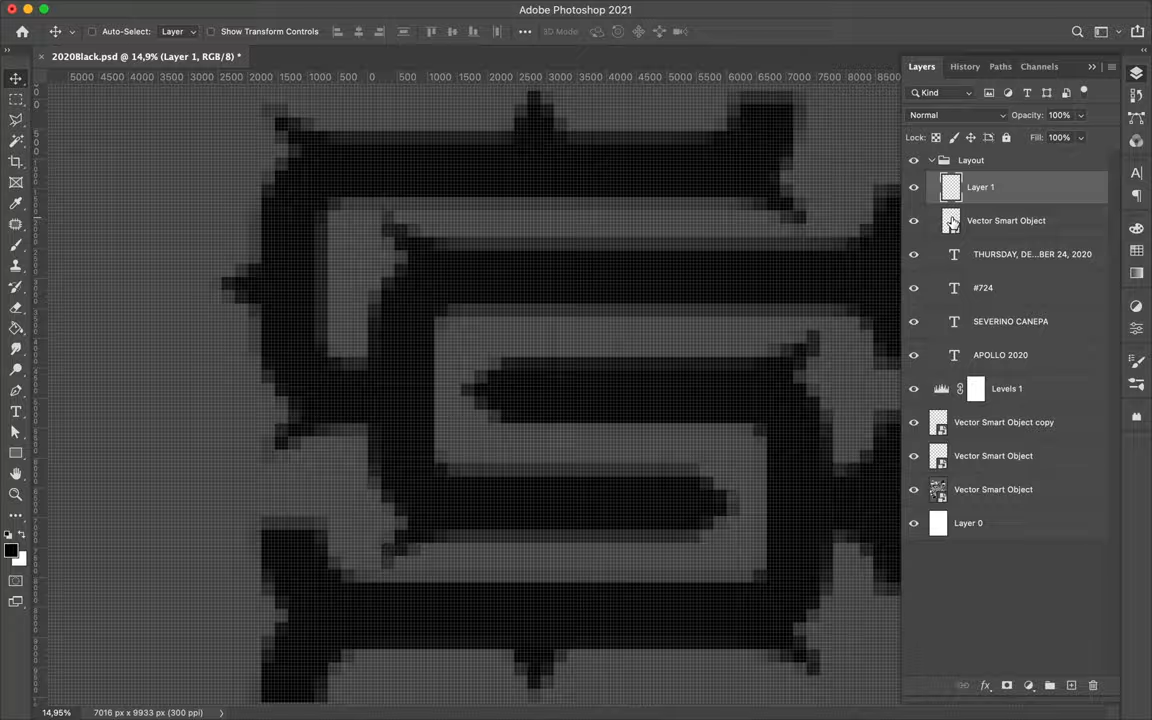 Adobe Photoshop 2021
Auto-Select: Layer Show Transform Controls 3D Mode
2020Black.psd @ 14,9% (Layer 1, RGB/8) *
5000 4500 4000 3500 3000 2500 2000 1500 1000 500 0 500 1000 1500 2000 2500 3000 3500 4000 4500 5000 5500 6000 6500 7000 7500 8000 8500
Layers History Paths Channels
Kind
Normal Opacity: 100%
Lock: Fill: 100%
Layout
Layer 1
Vector Smart Object
THURSDAY, DE...BER 24, 2020
#724
SEVERINO CANEPA
APOLLO 2020
Levels 1
Vector Smart Object copy
Vector Smart Object
Vector Smart Object
Layer 0
14,95% 7016 px x 9933 px (300 ppi)